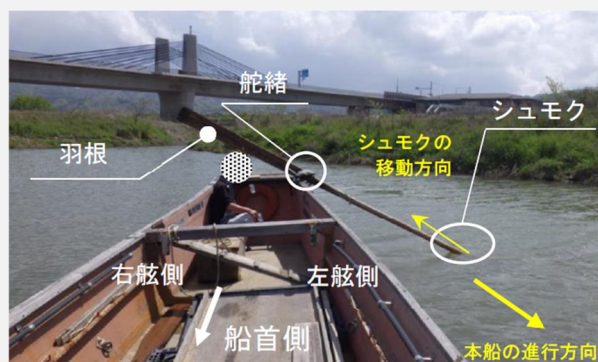 舵緒
シュモク
シュモクの
移動方向
羽根
右舷側
左舷側
船首側
本船の進行方向